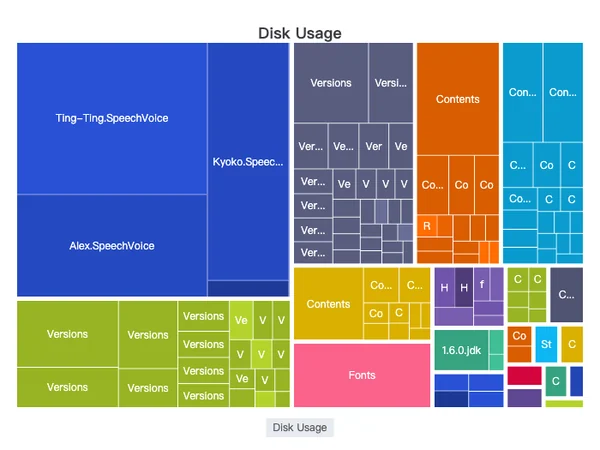 Disk Usage
Ting-Ting.SpeechVoice
Kyoko.Speec...
Alex.SpeechVoice
Versions
Versi...
Ver...
Ve...
Ver
Ve
Ver...
Ve
V
V
V
Ver...
Ver...
Ver...
Contents
Co...
Co
Co
R
Con...
Con...
C...
Co
C
Co...
C
C
Versions
Versions
Versions
Versions
Versions
Versions
Versions
Versions
Ve
V
V
V
V
V
Ve
V
Contents
Co...
C...
Co
C
Fonts
H
H
f
1.6.0.jdk
C
C
C...
Co
St
C
C
Disk Usage